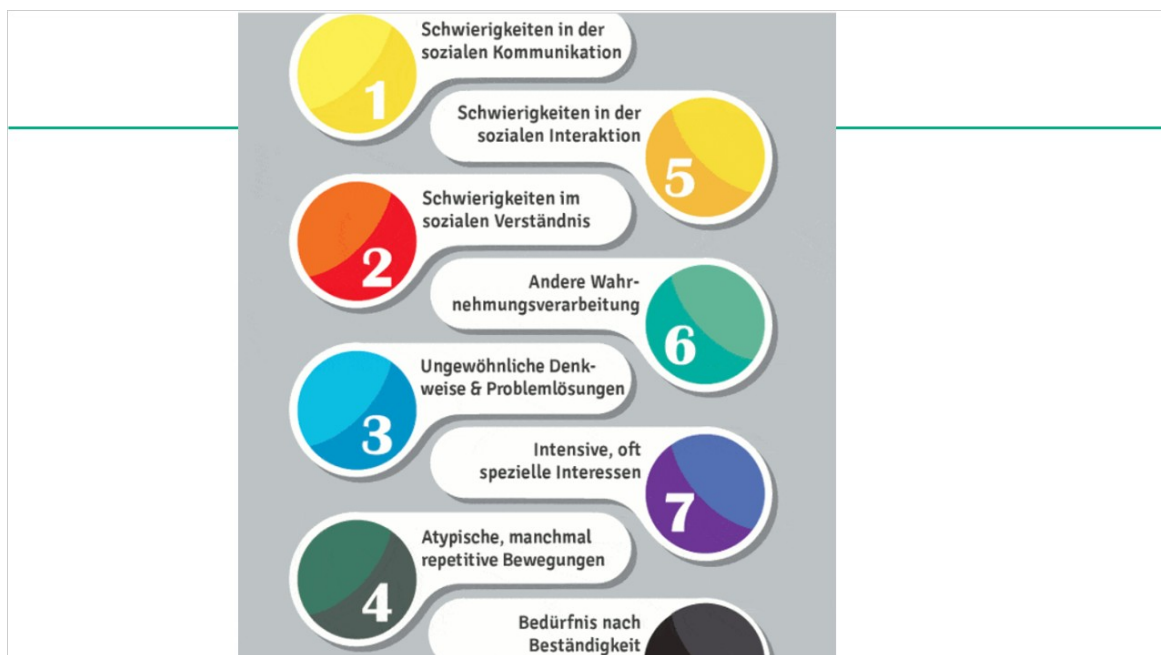 Schwierigkeiten in der
sozialen Kommunikation
1
Schwierigkeiten in der
sozialen Interaktion
5
Schwierigkeiten im
sozialen Verständnis
2
Andere Wahr-
nehmungsverarbeitung
6
Ungewöhnliche Denk-
weise & Problemlösungen
3
Intensive, oft
spezielle Interessen
7
Atypische, manchmal
repetitive Bewegungen
4
Bedürfnis nach
Beständigkeit